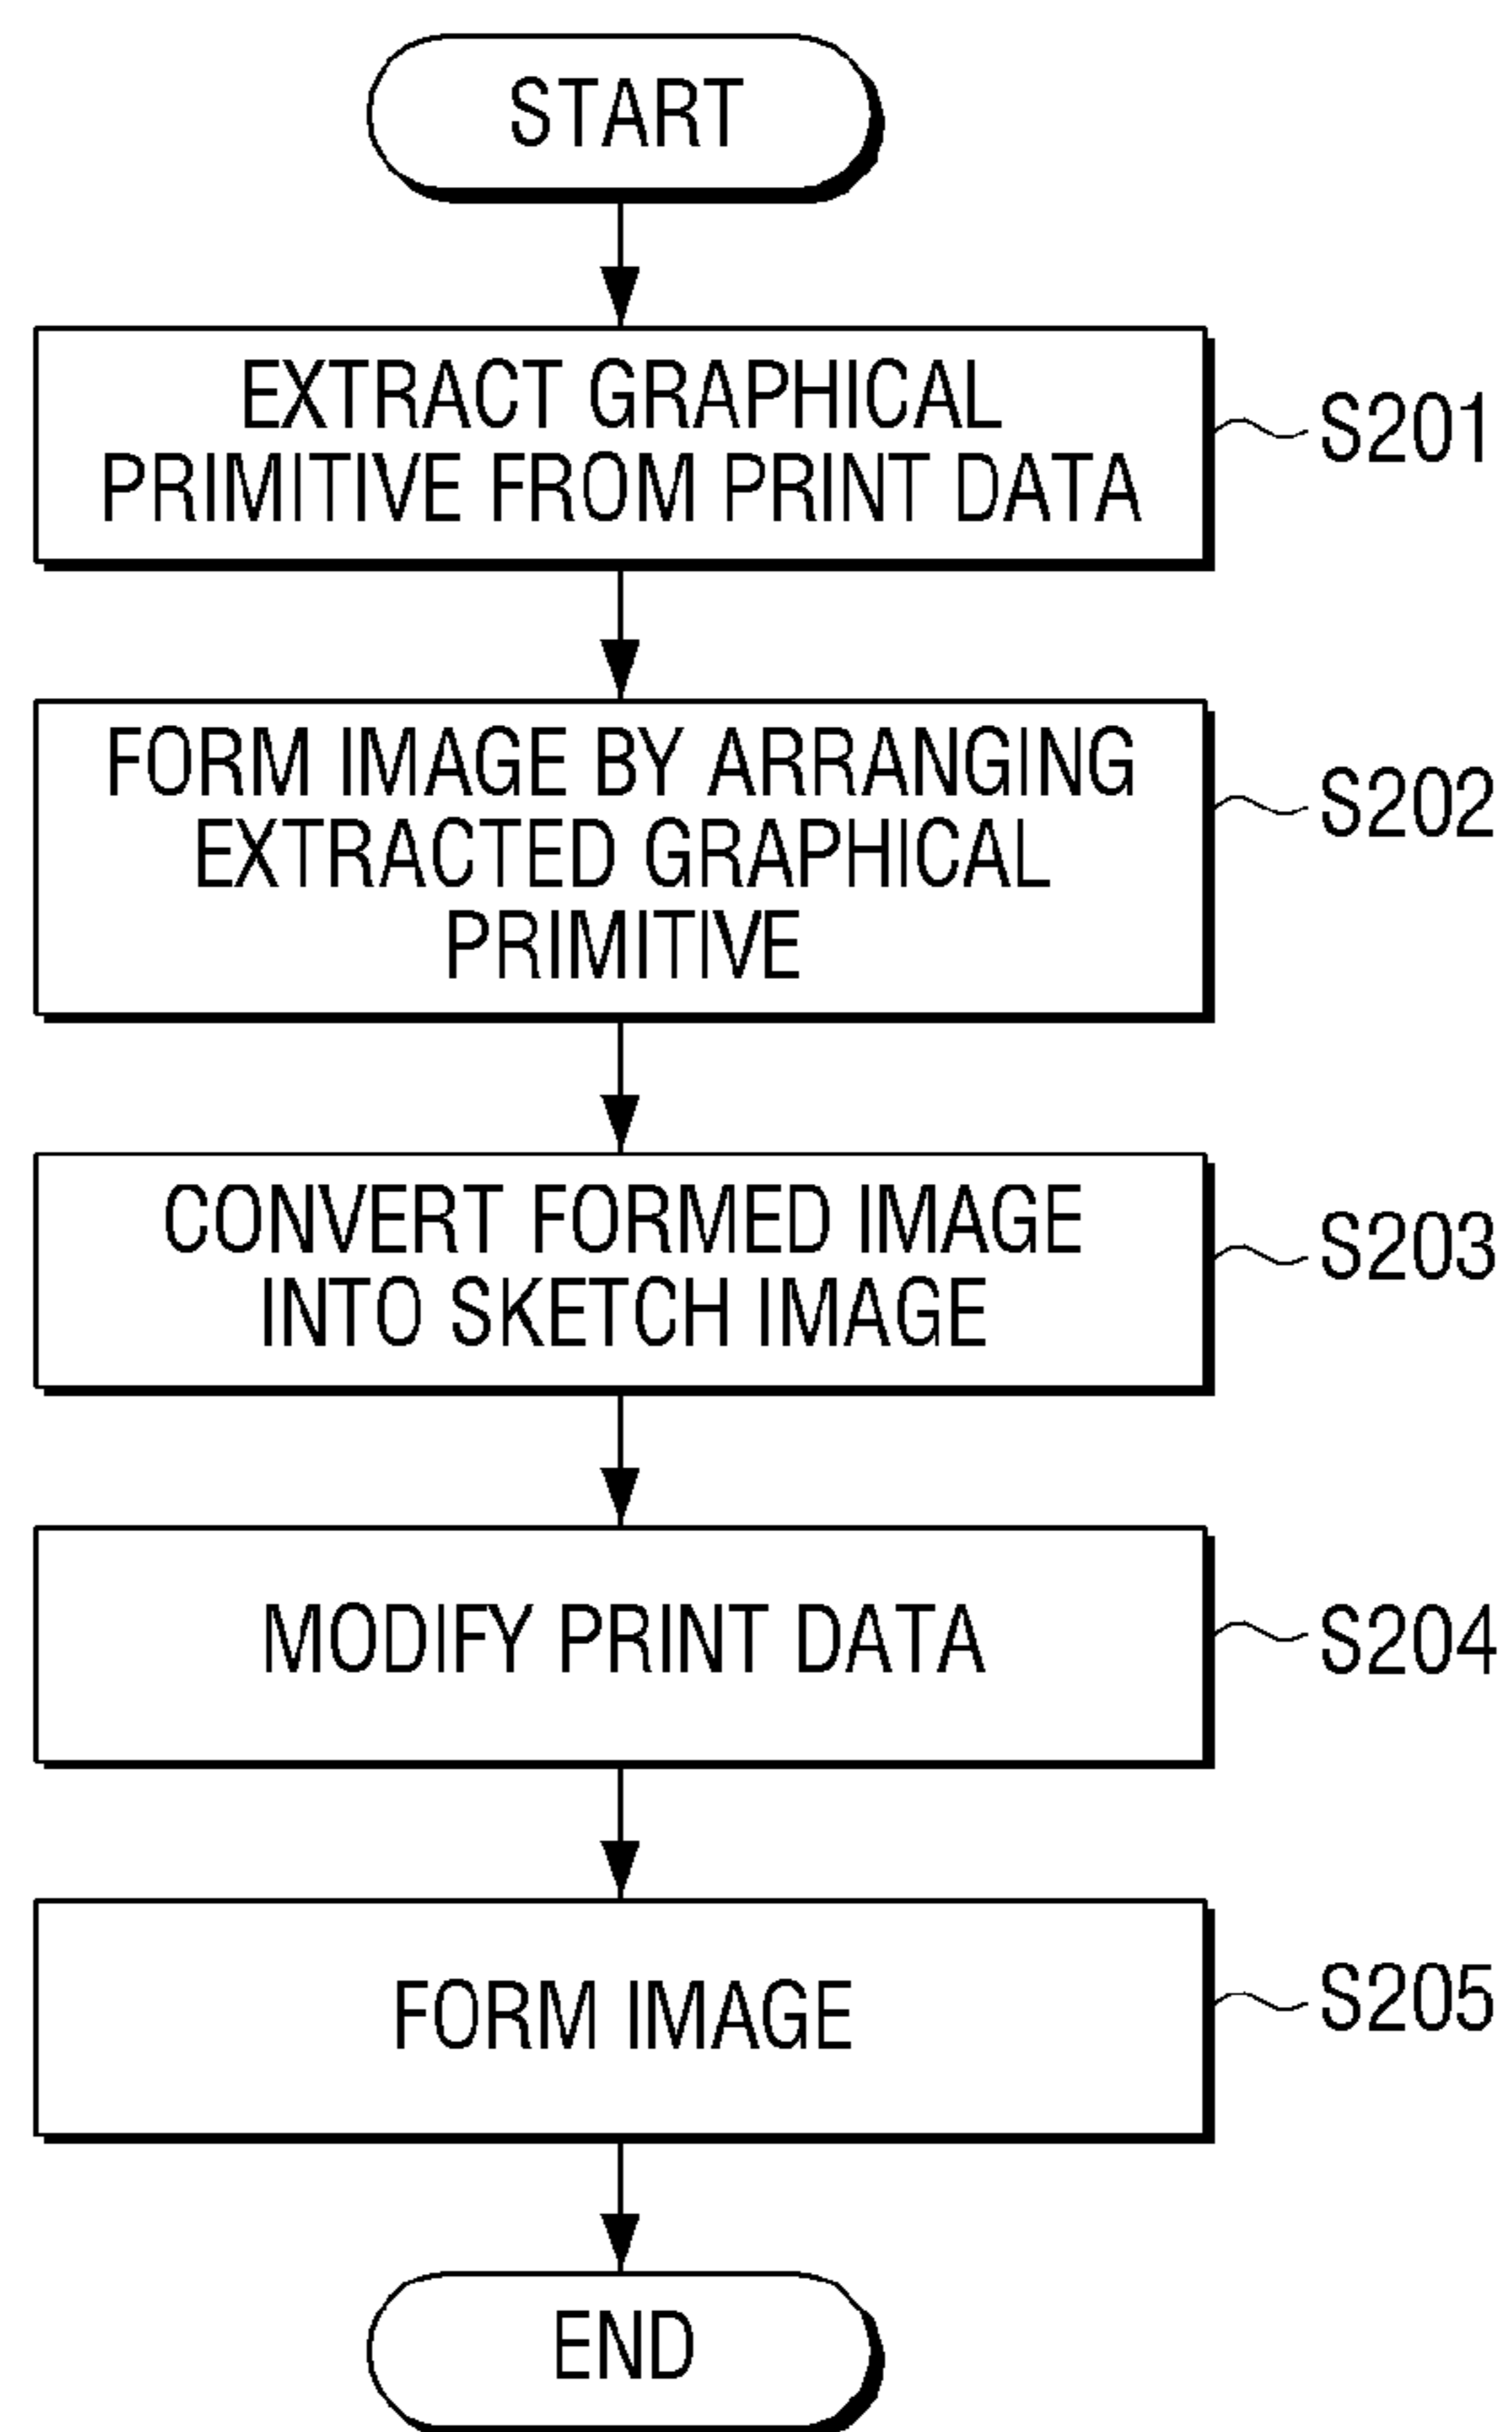 START
EXTRACT GRAPHICAL
PRIMITIVE FROM PRINT DATA
S201
FORM IMAGE BY ARRANGING
EXTRACTED GRAPHICAL
PRIMITIVE
S202
CONVERT FORMED IMAGE
INTO SKETCH IMAGE
S203
MODIFY PRINT DATA
S204
FORM IMAGE
S205
END